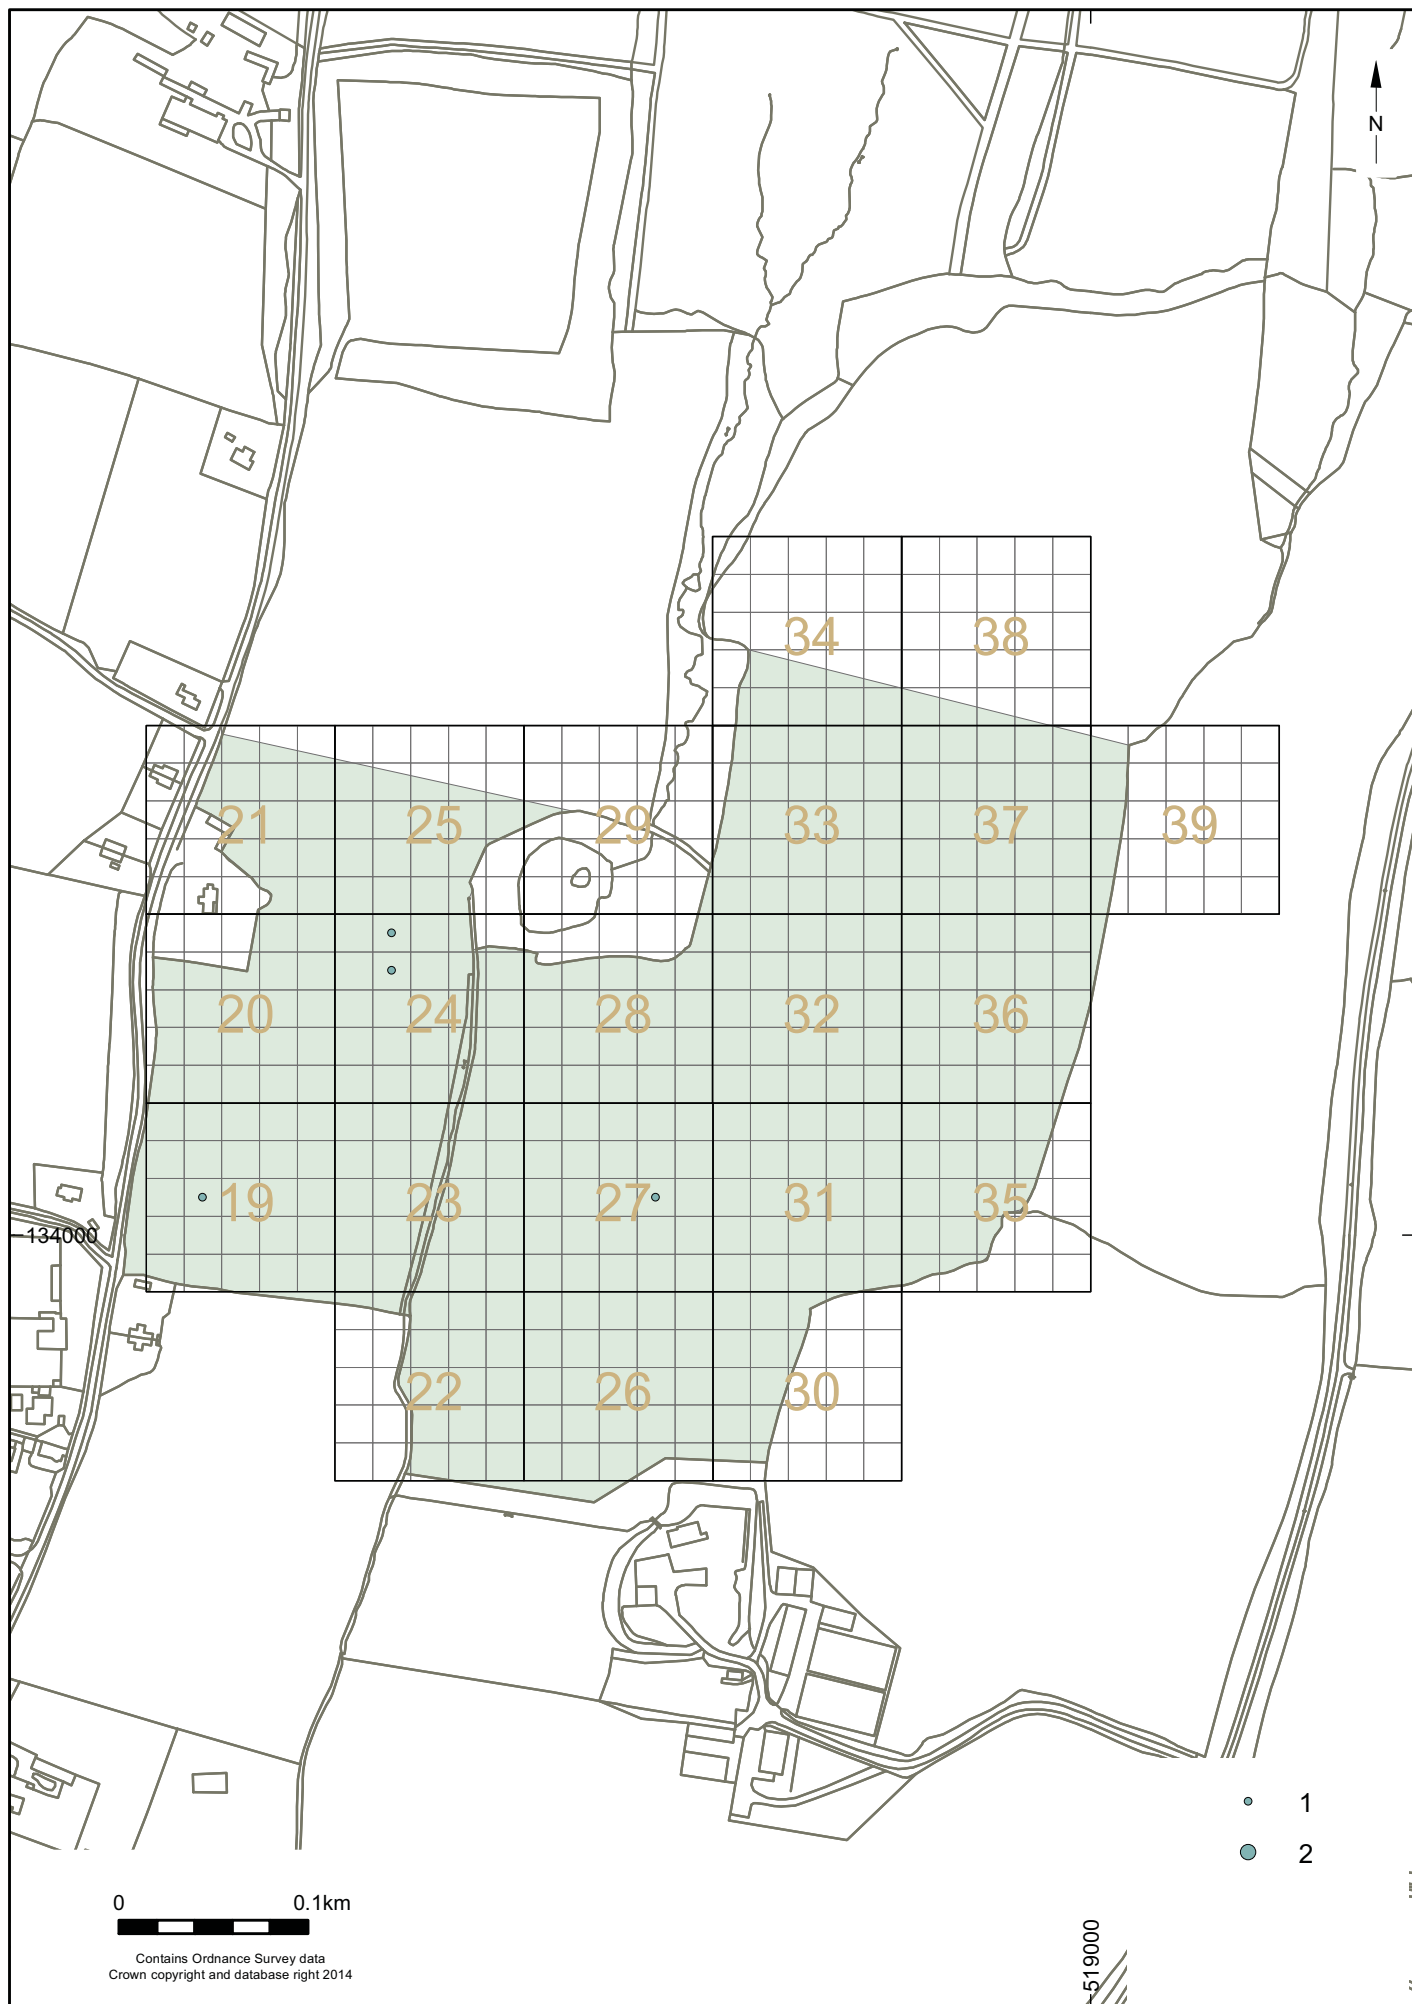 N
34 38
21 25 29 33 37 39
20 24 28 32 36
19 23 27 31 35
134000
22 26 30
1
2
0 0.1km
Contains Ordnance Survey data
Crown copyright and database right 2014
519000